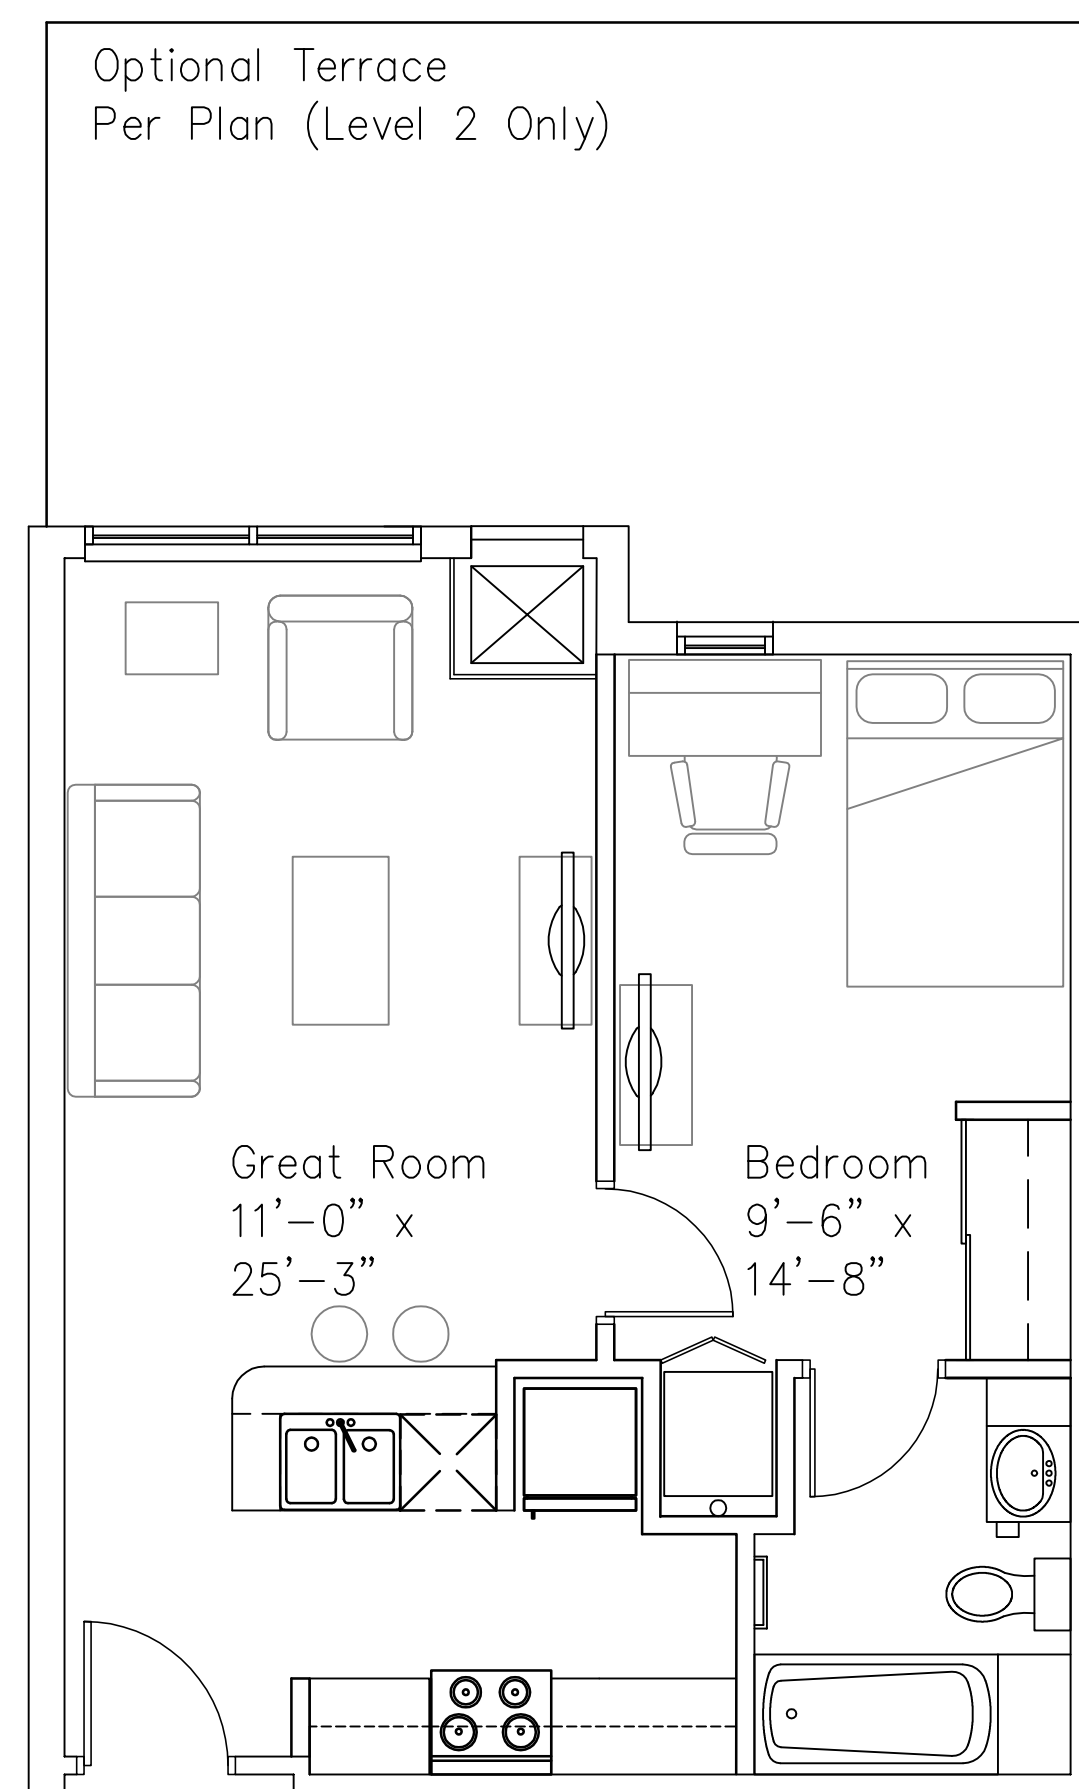 Optional Terrace
Per Plan (Level 2 Only)
Great Room
11'-0" x
25'-3"
Bedroom
9'-6" x
14'-8"